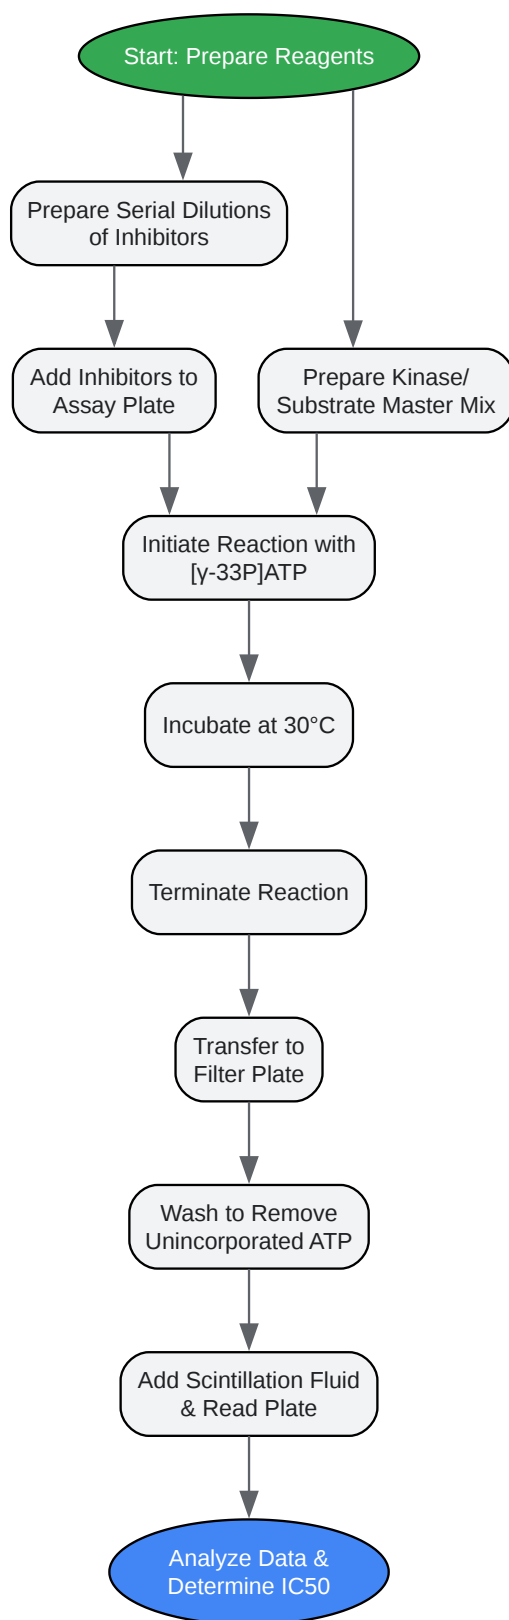 Start: Prepare Reagents
Prepare Serial Dilutions
of Inhibitors
Add Inhibitors to
Assay Plate
Prepare Kinase/
Substrate Master Mix
Initiate Reaction with
[γ-33P]ATP
Incubate at 30°C
Terminate Reaction
Transfer to
Filter Plate
Wash to Remove
Unincorporated ATP
Add Scintillation Fluid
& Read Plate
Analyze Data &
Determine IC50